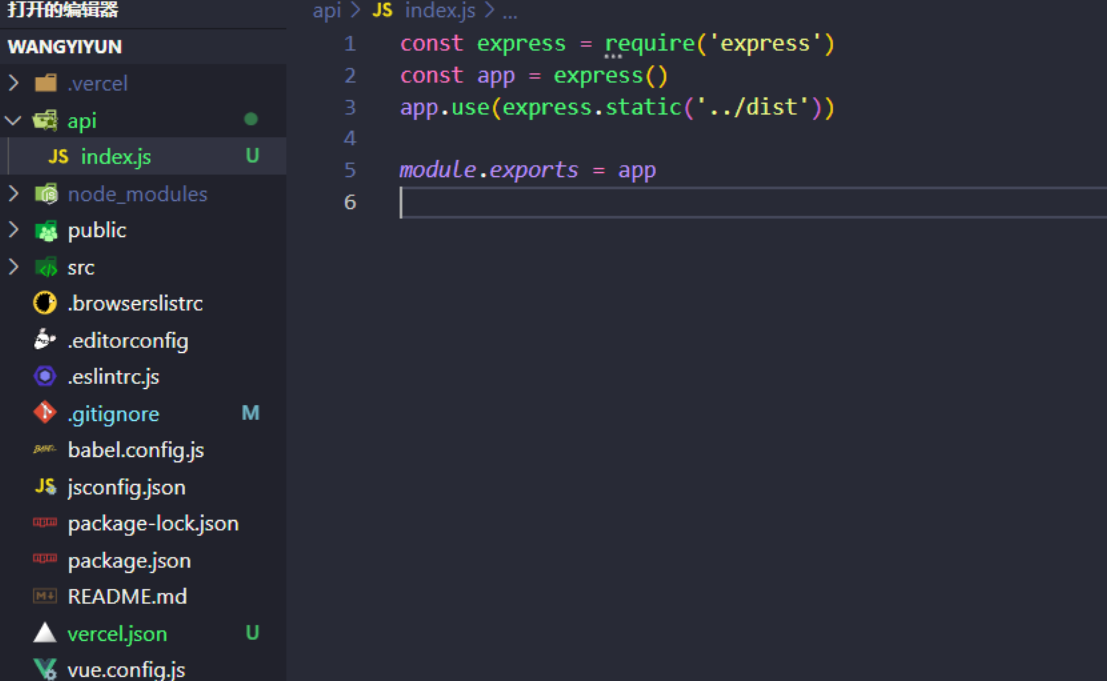 打开的编辑器
WANGYIYUN
.vercel
api
index.js U
node_modules
public
src
.browserslistrc
.editorconfig
.eslintrc.js
.gitignore M
babel.config.js
jsconfig.json
package-lock.json
package.json
README.md
vercel.json U
vue.config.js
api > JS index.js > ...
1 const express = require('express')
2 const app = express()
3 app.use(express.static('../dist'))
4
5 module.exports = app
6